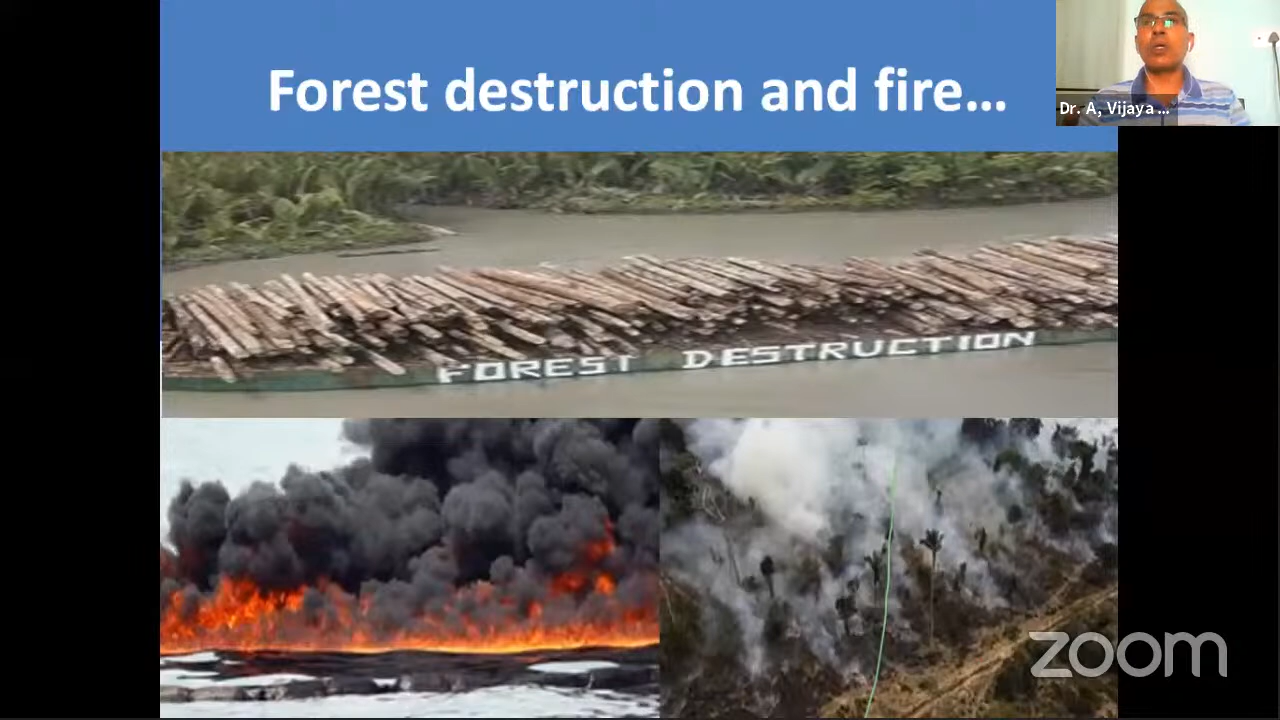 Forest destruction and fire...
Dr. A, Vijaya ...
FOREST DESTRUCTION
zoom